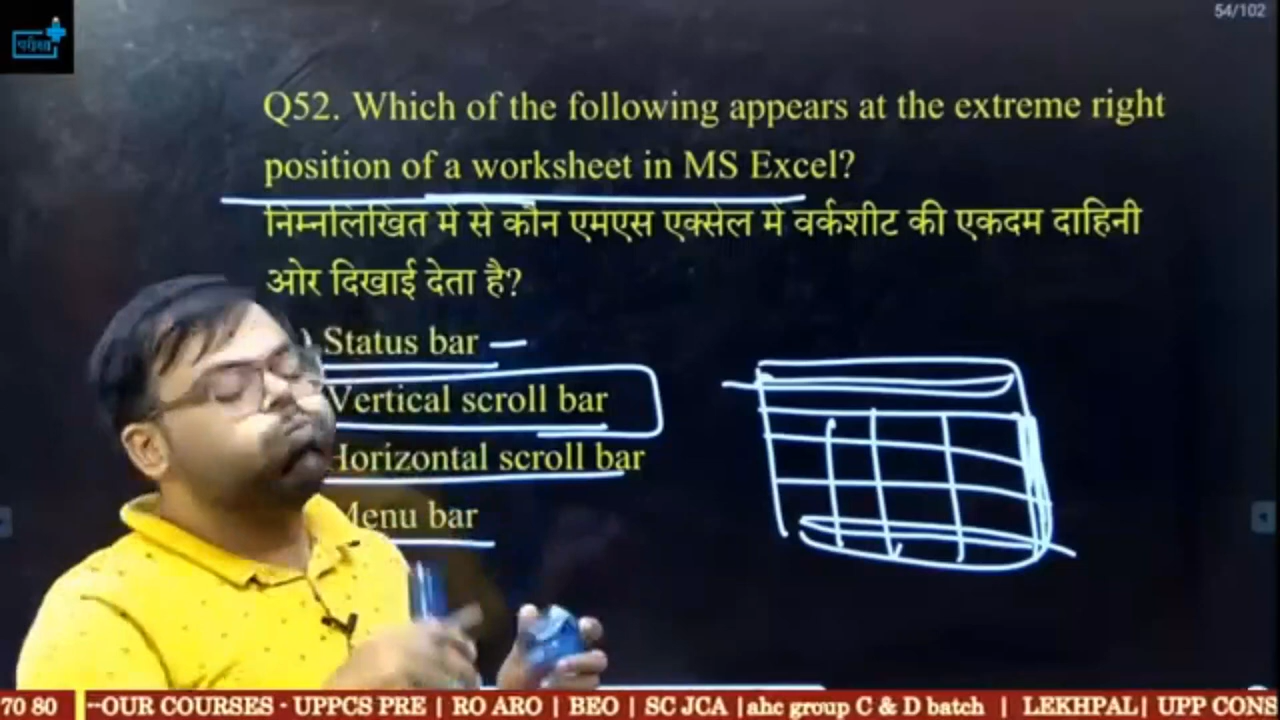 54/102
परीक्षा
Q52. Which of the following appears at the extreme right
position of a worksheet in MS Excel?
निम्नलिखित में से कौन एमएस एक्सेल में वर्कशीट की एकदम दाहिनी
ओर दिखाई देता है?
) Status bar
Vertical scroll bar
Horizontal scroll bar
Menu bar
70 80 --OUR COURSES - UPPCS PRE | RO ARO | BEO | SC JCA |ahc group C & D batch | LEKHPAL| UPP CONS